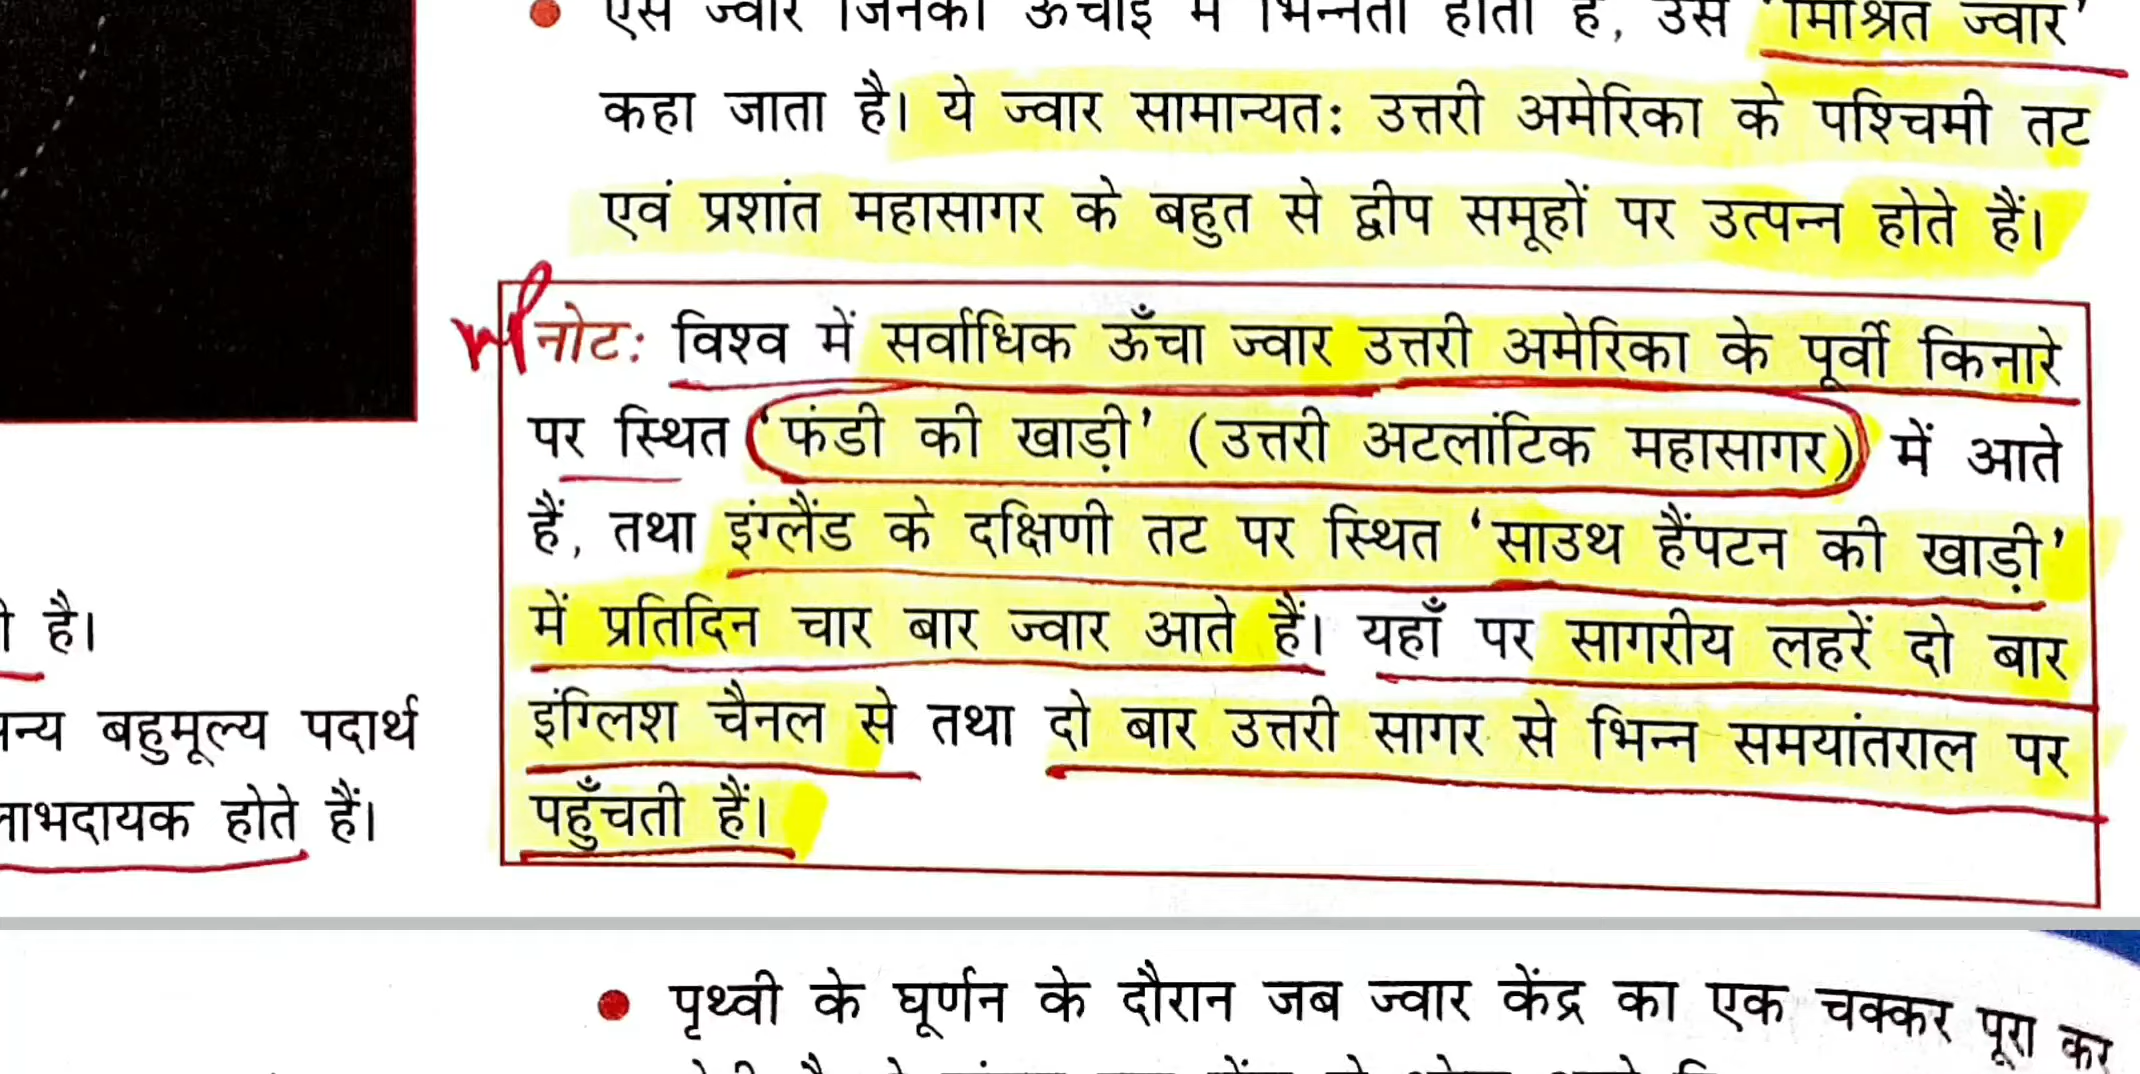 ऐसे ज्वार जिनकी ऊँचाई में भिन्नता होती है, उसे 'मिश्रित ज्वार'
कहा जाता है। ये ज्वार सामान्यतः उत्तरी अमेरिका के पश्चिमी तट
एवं प्रशांत महासागर के बहुत से द्वीप समूहों पर उत्पन्न होते हैं।
नोट: विश्व में सर्वाधिक ऊँचा ज्वार उत्तरी अमेरिका के पूर्वी किनारे
पर स्थित 'फंडी की खाड़ी' (उत्तरी अटलांटिक महासागर) में आते
हैं, तथा इंग्लैंड के दक्षिणी तट पर स्थित 'साउथ हैंपटन की खाड़ी'
में प्रतिदिन चार बार ज्वार आते हैं। यहाँ पर सागरीय लहरें दो बार
इंग्लिश चैनल से तथा दो बार उत्तरी सागर से भिन्न समयांतराल पर
पहुँचती हैं।
है।
बहुमूल्य पदार्थ
होते हैं।
पृथ्वी के घूर्णन के दौरान जब ज्वार केंद्र का एक चक्कर पूरा कर